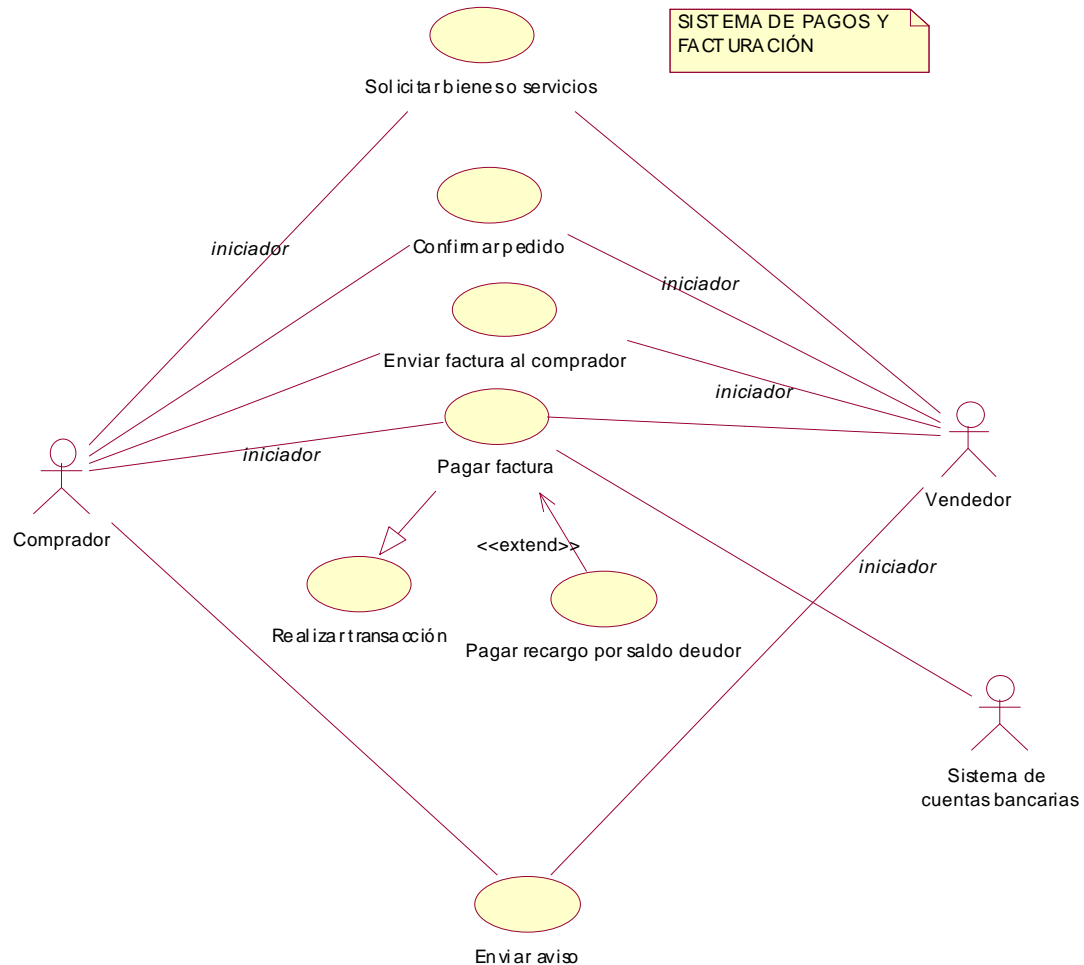 SISTEMA DE PAGOS Y
FACTURACIÓN
Solicitar bienes o servicios
iniciador
Confirmar pedido
iniciador
Enviar factura al comprador
iniciador
iniciador
Pagar factura
Comprador
Vendedor
<<extend>>
iniciador
Realizar transacción
Pagar recargo por saldo deudor
Sistema de
cuentas bancarias
Enviar aviso